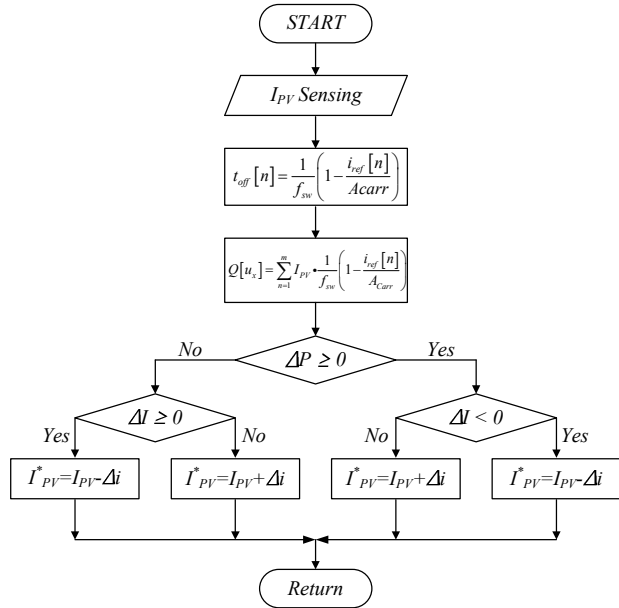 START
I_PV Sensing
t_off [n] = 1/f_sw (1 - i_ref [n]/Acarr)
Q[u_x] = ∑_{n=1}^{m} I_PV • 1/f_sw (1 - i_ref [n]/A_Carr)
No ΔP ≥ 0 Yes
ΔI ≥ 0 ΔI < 0
Yes No No Yes
I*_PV=I_PV-Δi I*_PV=I_PV+Δi I*_PV=I_PV+Δi I*_PV=I_PV-Δi
Return